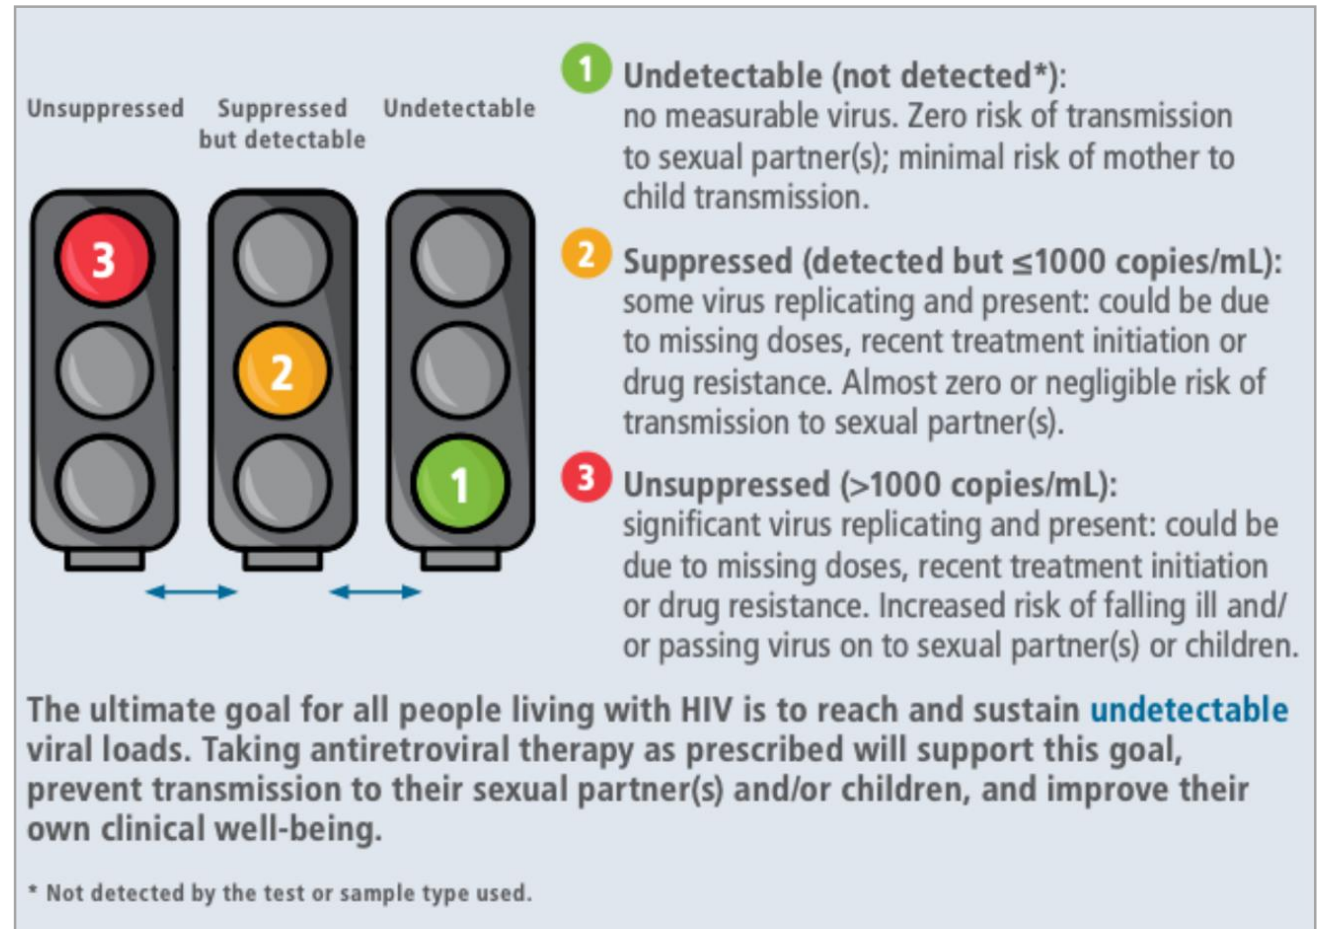 Unsuppressed
Suppressed
but detectable
Undetectable
3
2
1
1 Undetectable (not detected*):
no measurable virus. Zero risk of transmission
to sexual partner(s); minimal risk of mother to
child transmission.
2 Suppressed (detected but ≤1000 copies/mL):
some virus replicating and present: could be due
to missing doses, recent treatment initiation or
drug resistance. Almost zero or negligible risk of
transmission to sexual partner(s).
3 Unsuppressed (>1000 copies/mL):
significant virus replicating and present: could be
due to missing doses, recent treatment initiation
or drug resistance. Increased risk of falling ill and/
or passing virus on to sexual partner(s) or children.
The ultimate goal for all people living with HIV is to reach and sustain undetectable
viral loads. Taking antiretroviral therapy as prescribed will support this goal,
prevent transmission to their sexual partner(s) and/or children, and improve their
own clinical well-being.
* Not detected by the test or sample type used.